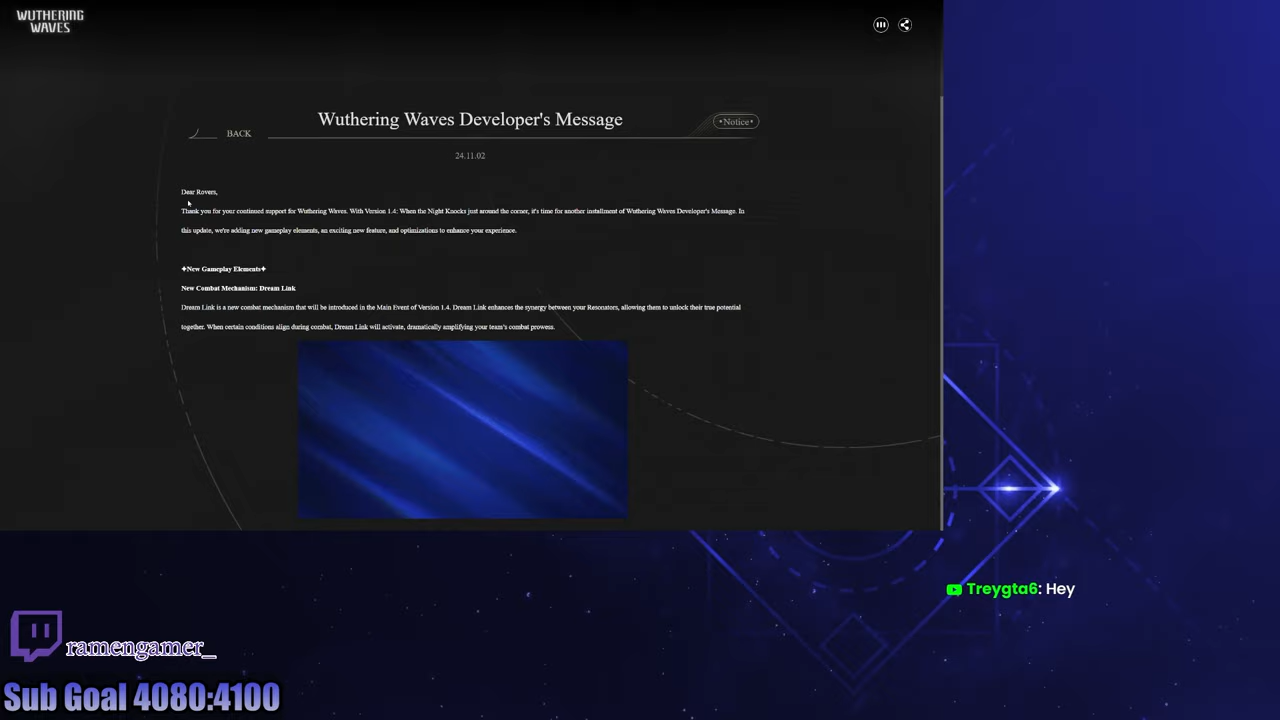 WUTHERING
WAVES
Wuthering Waves Developer's Message
•Notice•
BACK
24.11.02
Dear Rovers,
Thank you for your continued support for Wuthering Waves. With Version 1.4: When the Night Knocks just around the corner, it's time for another installment of Wuthering Waves Developer's Message. In
this update, we're adding new gameplay elements, an exciting new feature, and optimizations to enhance your experience.
✦New Gameplay Elements✦
New Combat Mechanism: Dream Link
Dream Link is a new combat mechanism that will be introduced in the Main Event of Version 1.4. Dream Link enhances the synergy between your Resonators, allowing them to unlock their true potential
together. When certain conditions align during combat, Dream Link will activate, dramatically amplifying your team's combat prowess.
Treygta6: Hey
ramengamer_
Sub Goal 4080:4100